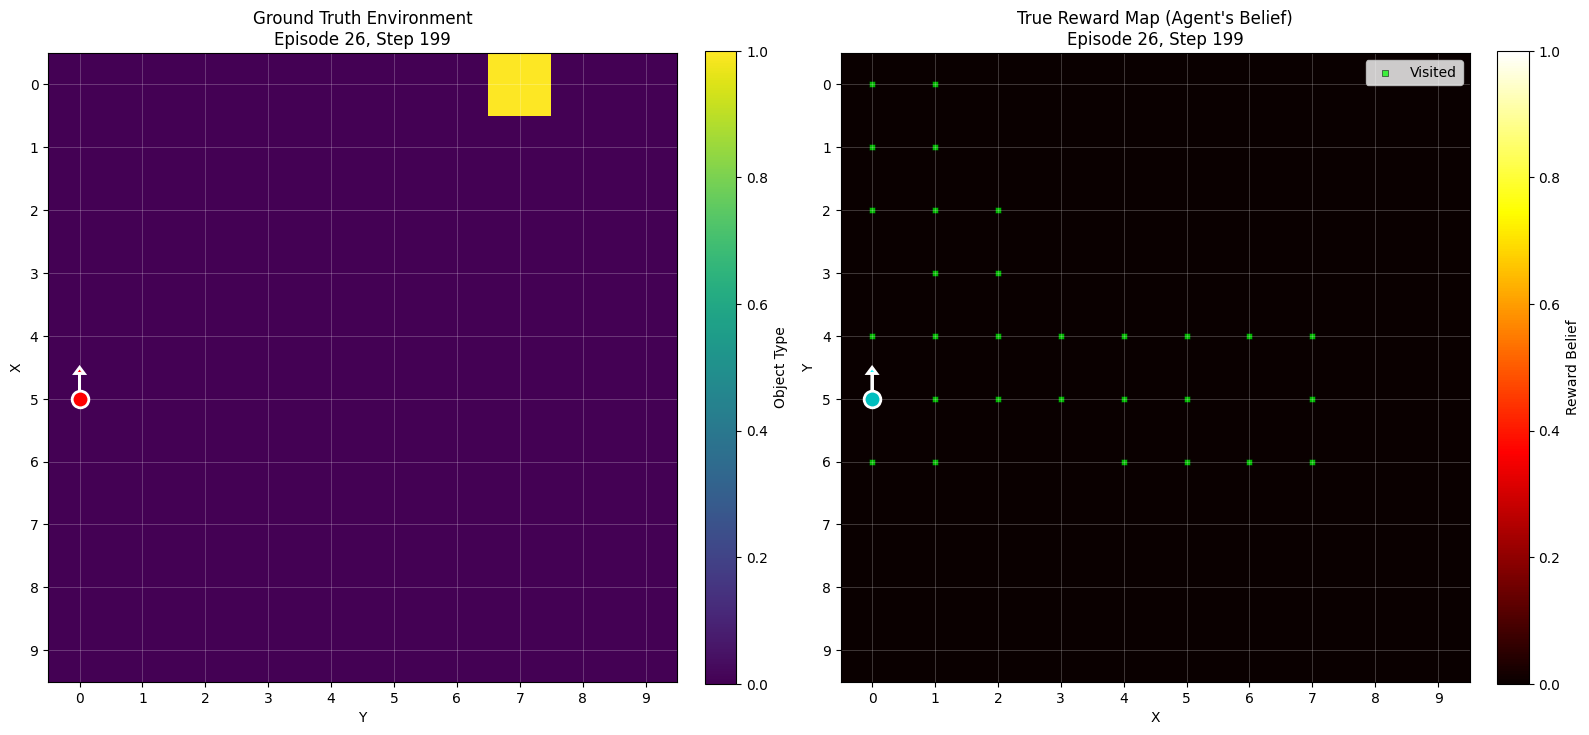 Ground Truth Environment
Episode 26, Step 199
X
0
1
2
3
4
5
6
7
8
9
0 1 2 3 4 5 6 7 8 9
Y
1.0
0.8
0.6
0.4
0.2
0.0
Object Type
True Reward Map (Agent's Belief)
Episode 26, Step 199
Visited
Y
0
1
2
3
4
5
6
7
8
9
0 1 2 3 4 5 6 7 8 9
X
1.0
0.8
0.6
0.4
0.2
0.0
Reward Belief